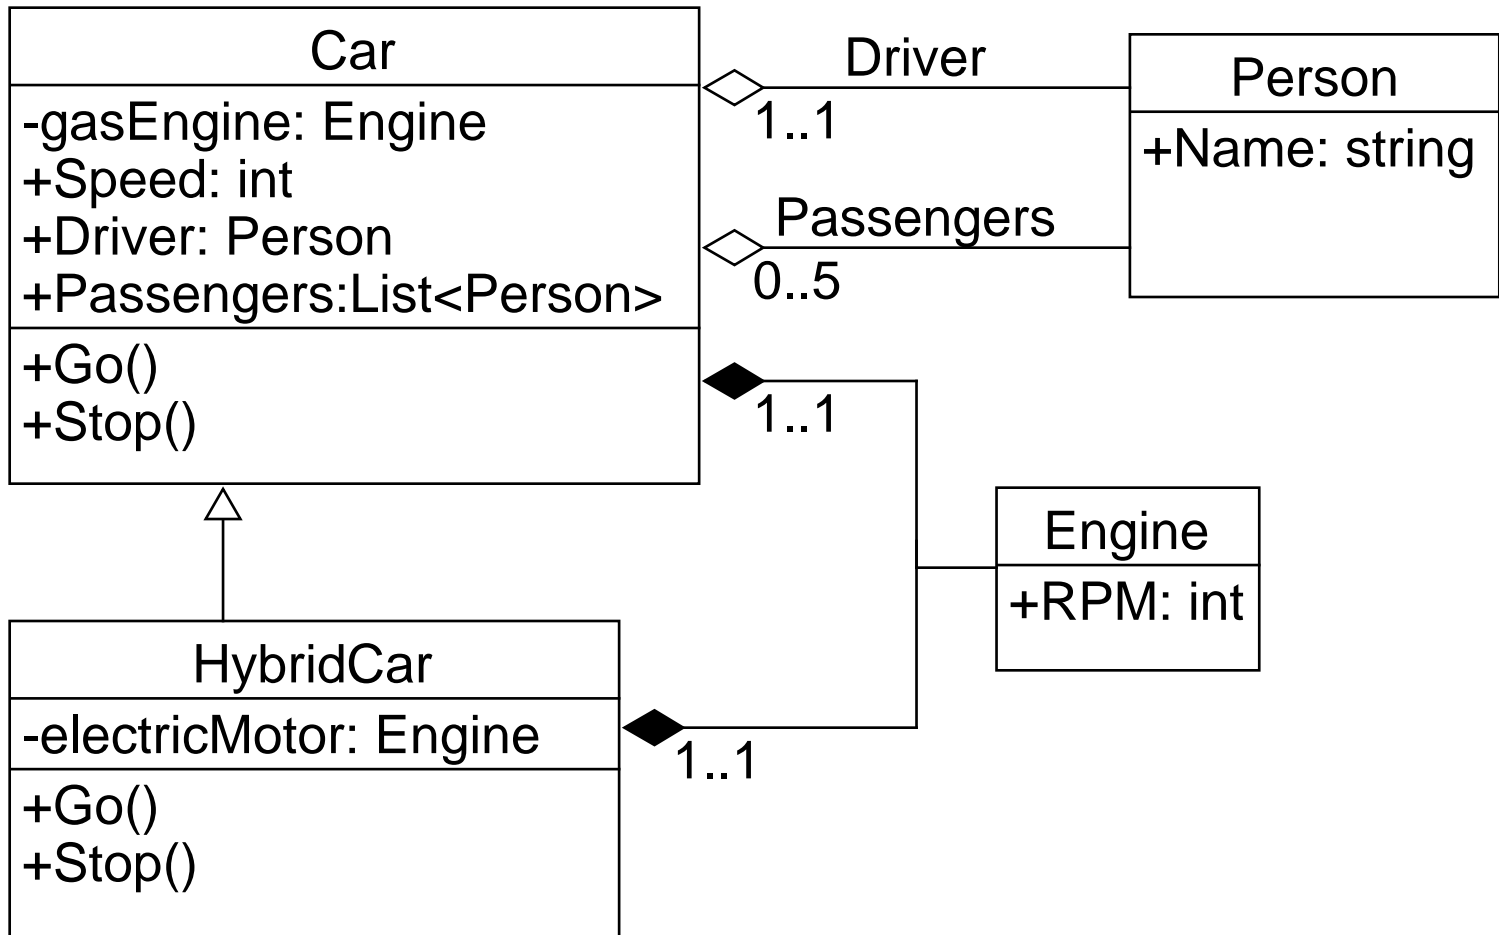 Car
-gasEngine: Engine
+Speed: int
+Driver: Person
+Passengers:List<Person>
+Go()
+Stop()
Driver
1..1
Passengers
0..5
1..1
Person
+Name: string
Engine
+RPM: int
HybridCar
-electricMotor: Engine
+Go()
+Stop()
1..1